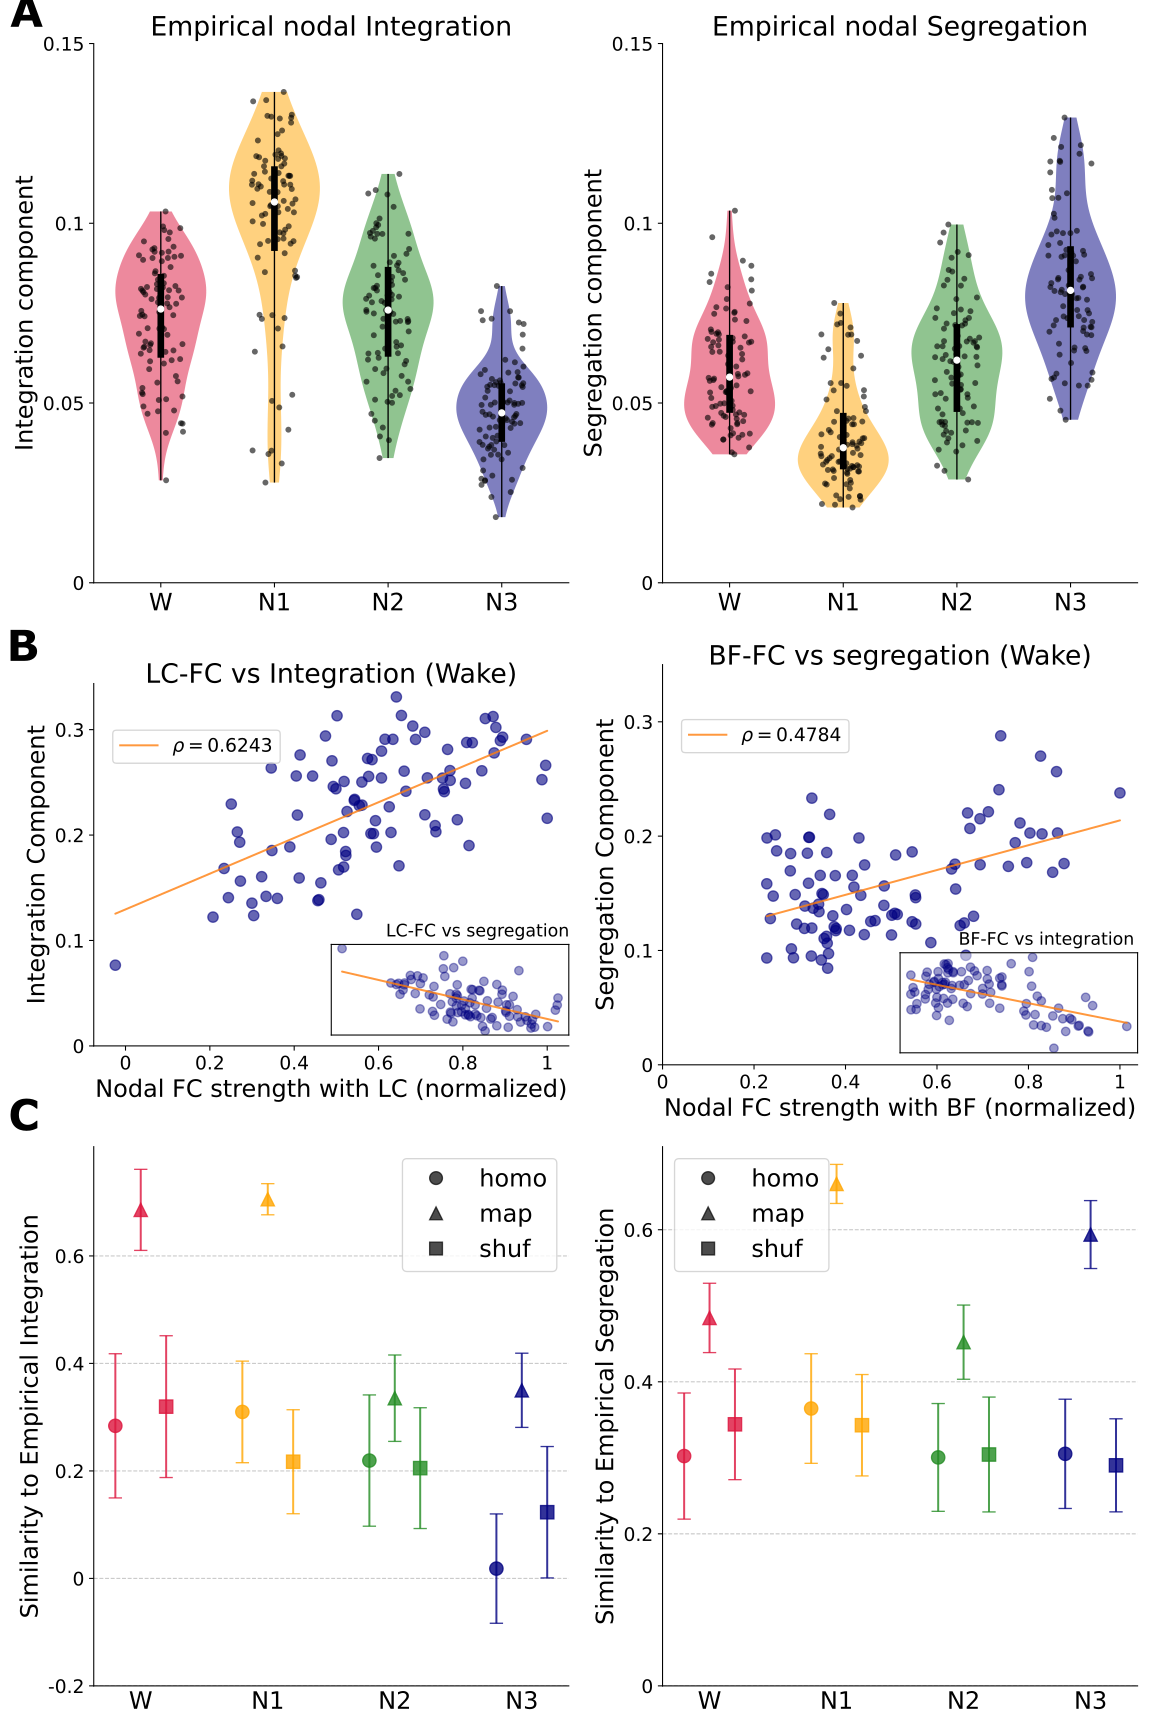 A
Empirical nodal Integration
Integration component
0.15
0.1
0.05
0
W N1 N2 N3
Empirical nodal Segregation
Segregation component
0.15
0.1
0.05
0
W N1 N2 N3
B
LC-FC vs Integration (Wake)
Integration Component
0.3
0.2
0.1
0
ρ = 0.6243
LC-FC vs segregation
0 0.2 0.4 0.6 0.8 1
Nodal FC strength with LC (normalized)
BF-FC vs segregation (Wake)
Segregation Component
0.3
0.2
0.1
0
ρ = 0.4784
BF-FC vs integration
0 0.2 0.4 0.6 0.8 1
Nodal FC strength with BF (normalized)
C
Similarity to Empirical Integration
0.6
0.4
0.2
0
-0.2
homo
map
shuf
W N1 N2 N3
Similarity to Empirical Segregation
0.6
0.4
0.2
0
homo
map
shuf
W N1 N2 N3